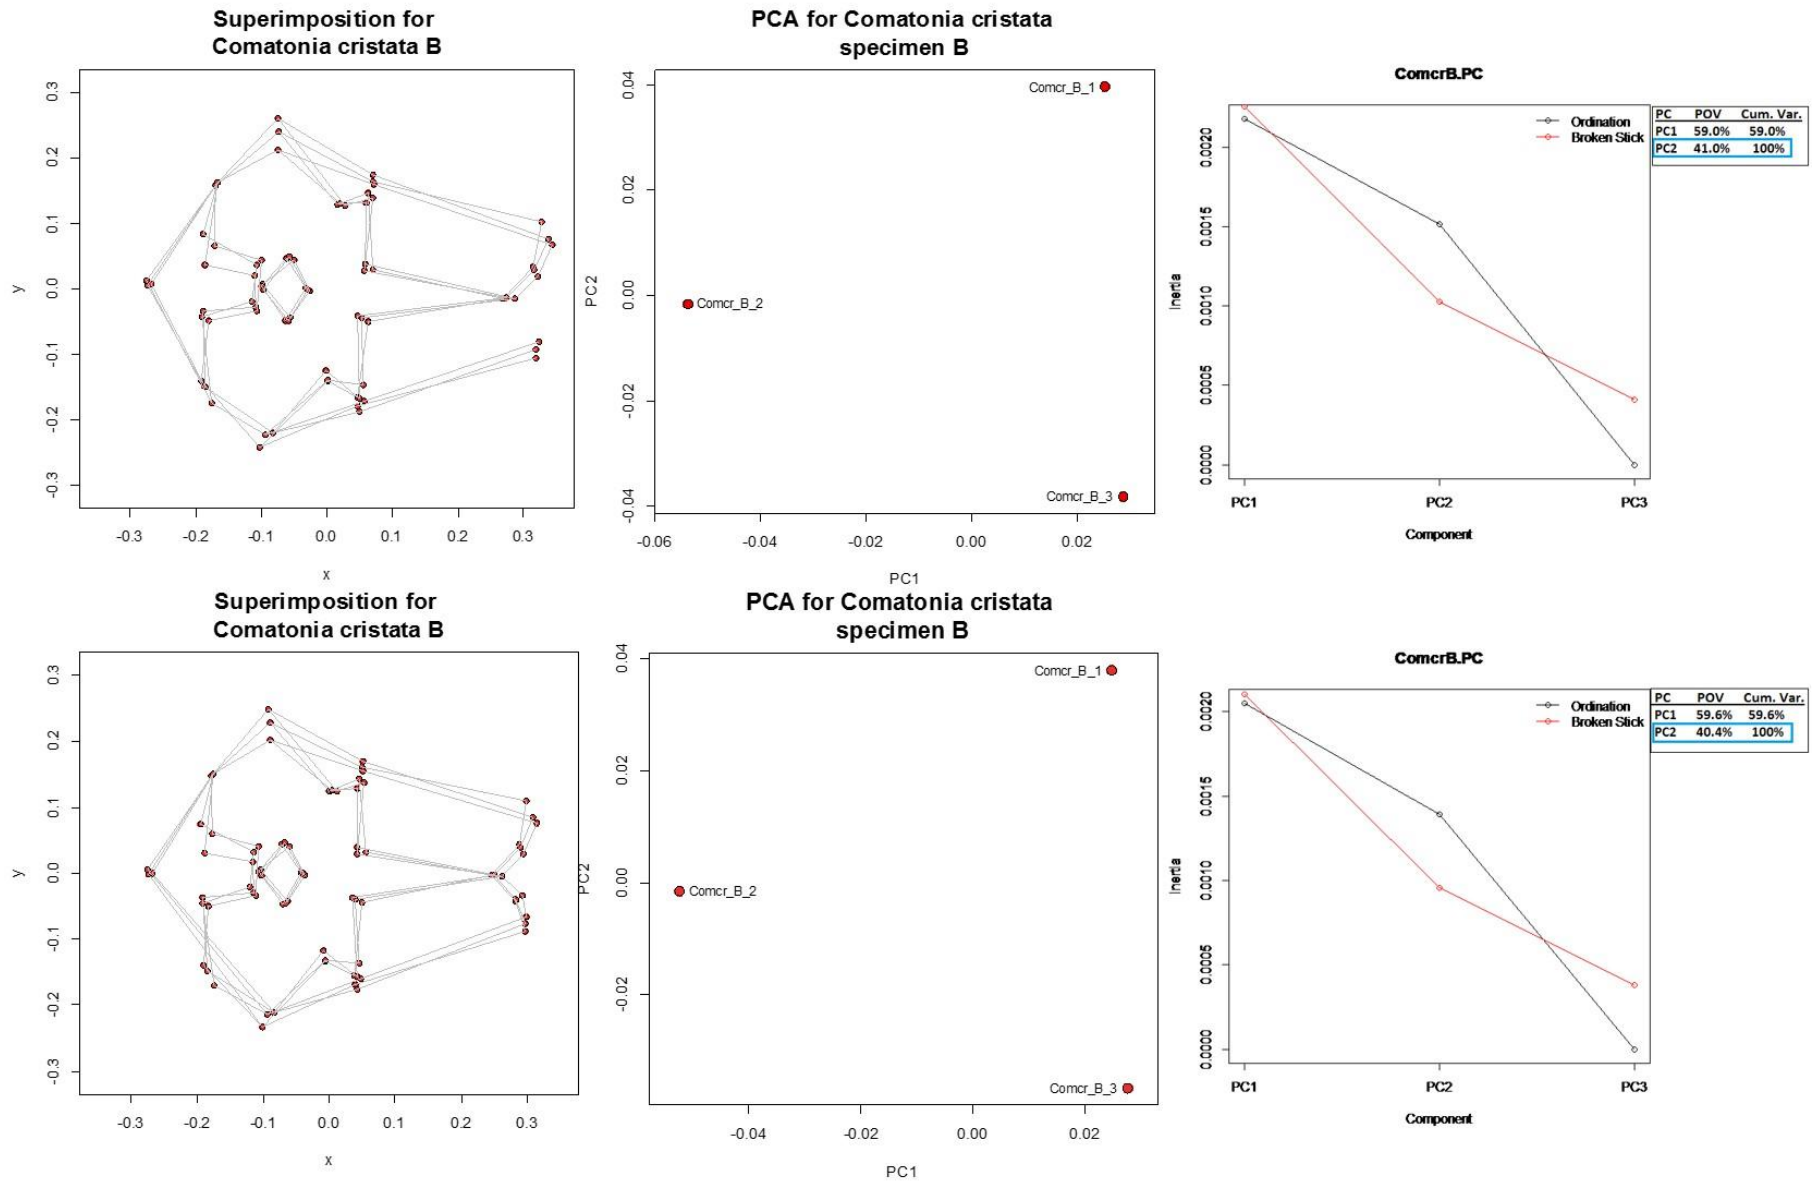 Superimposition for
Comatonia cristata B
0.3
0.2
0.1
0.0
-0.1
-0.2
-0.3
y
-0.3
-0.2
-0.1
0.0
0.1
0.2
0.3
x
PCA for Comatonia cristata
specimen B
0.04
0.02
0.00
-0.02
-0.04
PC2
Comcr_B_1
Comcr_B_2
Comcr_B_3
-0.06
-0.04
-0.02
0.00
0.02
PC1
ComcrB.PC
Ordination
Broken Stick
0.0020
0.0015
0.0010
0.0005
0.0000
Inertia
PC1
PC2
PC3
Component
PC POV Cum. Var.
PC1 59.0% 59.0%
PC2 41.0% 100%
Superimposition for
Comatonia cristata B
0.3
0.2
0.1
0.0
-0.1
-0.2
-0.3
y
-0.3
-0.2
-0.1
0.0
0.1
0.2
0.3
x
PCA for Comatonia cristata
specimen B
0.04
0.02
0.00
-0.02
PC2
Comcr_B_1
Comcr_B_2
Comcr_B_3
-0.04
-0.02
0.00
0.02
PC1
ComcrB.PC
Ordination
Broken Stick
0.0020
0.0015
0.0010
0.0005
0.0000
Inertia
PC1
PC2
PC3
Component
PC POV Cum. Var.
PC1 59.6% 59.6%
PC2 40.4% 100%